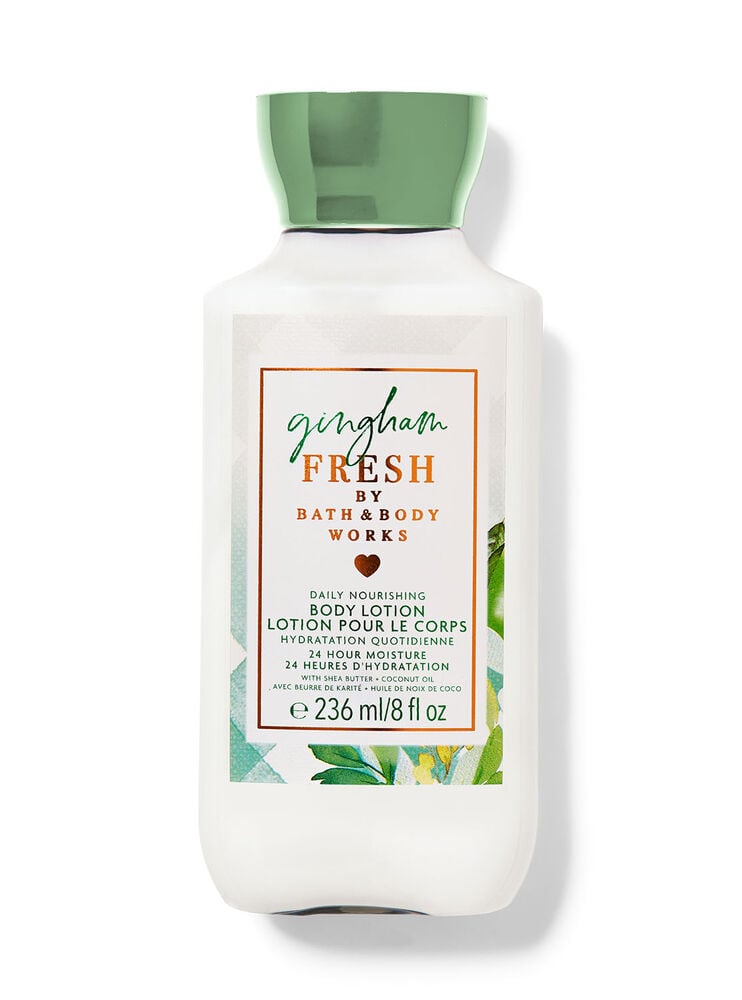 gingham
FRESH
BY
BATH & BODY
WORKS
DAILY NOURISHING
BODY LOTION
LOTION POUR LE CORPS
HYDRATATION QUOTIDIENNE
24 HOUR MOISTURE
24 HEURES D'HYDRATATION
WITH SHEA BUTTER + COCONUT OIL
AVEC BEURRE DE KARITÉ + HUILE DE NOIX DE COCO
℮ 236 ml/8 fl oz